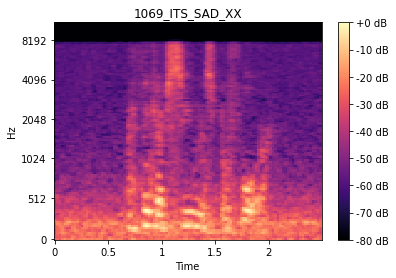 1069_ITS_SAD_XX
+0 dB
8192
-10 dB
4096
-20 dB
-30 dB
2048
Hz
-40 dB
1024
-50 dB
512
-60 dB
-70 dB
0
-80 dB
0 0.5 1 1.5 2
Time